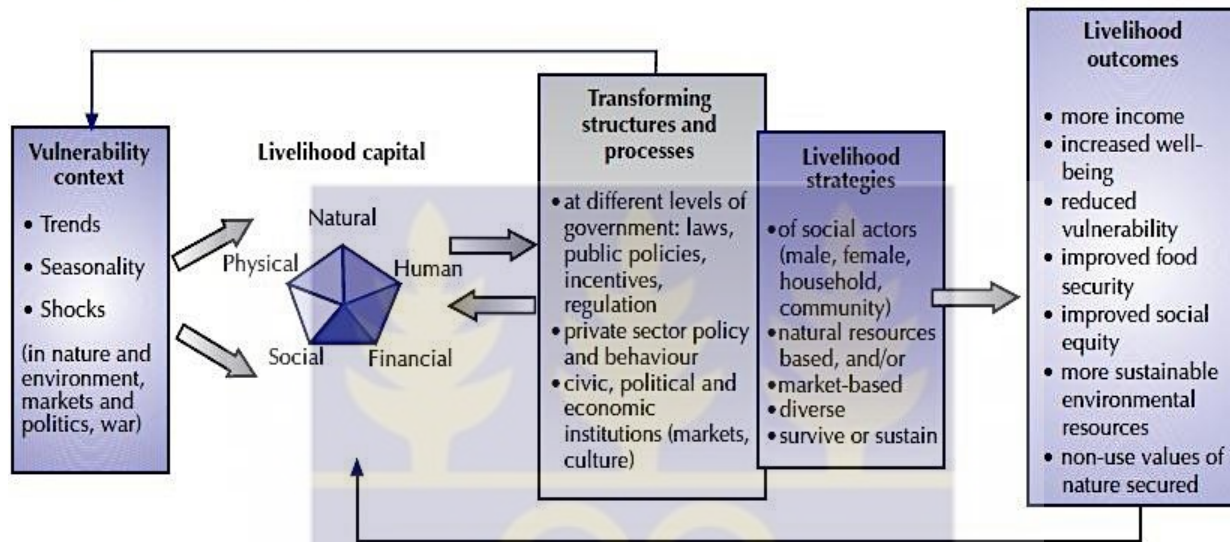 Vulnerability
context
• Trends
• Seasonality
• Shocks
(in nature and
environment,
markets and
politics, war)
Livelihood capital
Natural
Physical
Human
Social
Financial
Transforming
structures and
processes
• at different levels of
government: laws,
public policies,
incentives,
regulation
• private sector policy
and behaviour
• civic, political and
economic
institutions (markets,
culture)
Livelihood
strategies
• of social actors
(male, female,
household,
community)
• natural resources
based, and/or
• market-based
• diverse
• survive or sustain
Livelihood
outcomes
• more income
• increased well-
being
• reduced
vulnerability
• improved food
security
• improved social
equity
• more sustainable
environmental
resources
• non-use values of
nature secured